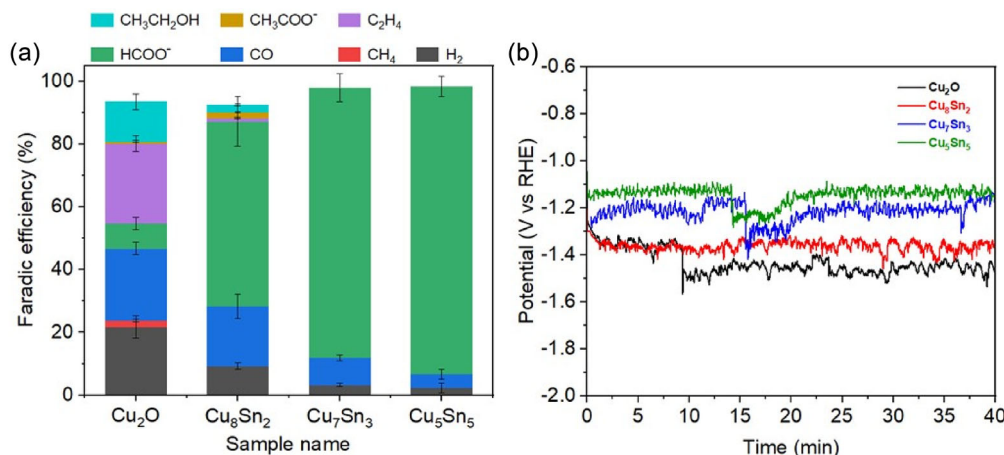 CH₃CH₂OH CH₃COO⁻ C₂H₄
(a) HCOO⁻ CO CH₄ H₂
Faradic efficiency (%)
100
80
60
40
20
0
Cu₂O Cu₈Sn₂ Cu₇Sn₃ Cu₅Sn₅
Sample name
(b)
Potential (V vs RHE)
-0.6
-0.8
-1.0
-1.2
-1.4
-1.6
-1.8
-2.0
Cu₂O
Cu₈Sn₂
Cu₇Sn₃
Cu₅Sn₅
0 5 10 15 20 25 30 35 40
Time (min)